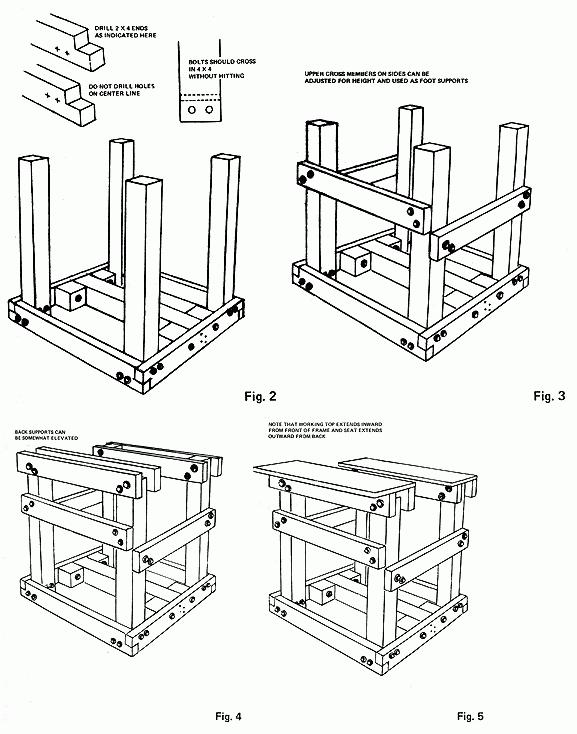 DRILL 2 X 4 ENDS
AS INDICATED HERE
DO NOT DRILL HOLES
ON CENTER LINE
BOLTS SHOULD CROSS
IN 4 X 4
WITHOUT HITTING
UPPER CROSS MEMBERS ON SIDES CAN BE
ADJUSTED FOR HEIGHT AND USED AS FOOT SUPPORTS
Fig. 2
Fig. 3
BACK SUPPORTS CAN
BE SOMEWHAT ELEVATED
NOTE THAT WORKING TOP EXTENDS INWARD
FROM FRONT OF FRAME AND SEAT EXTENDS
OUTWARD FROM BACK
Fig. 4
Fig. 5